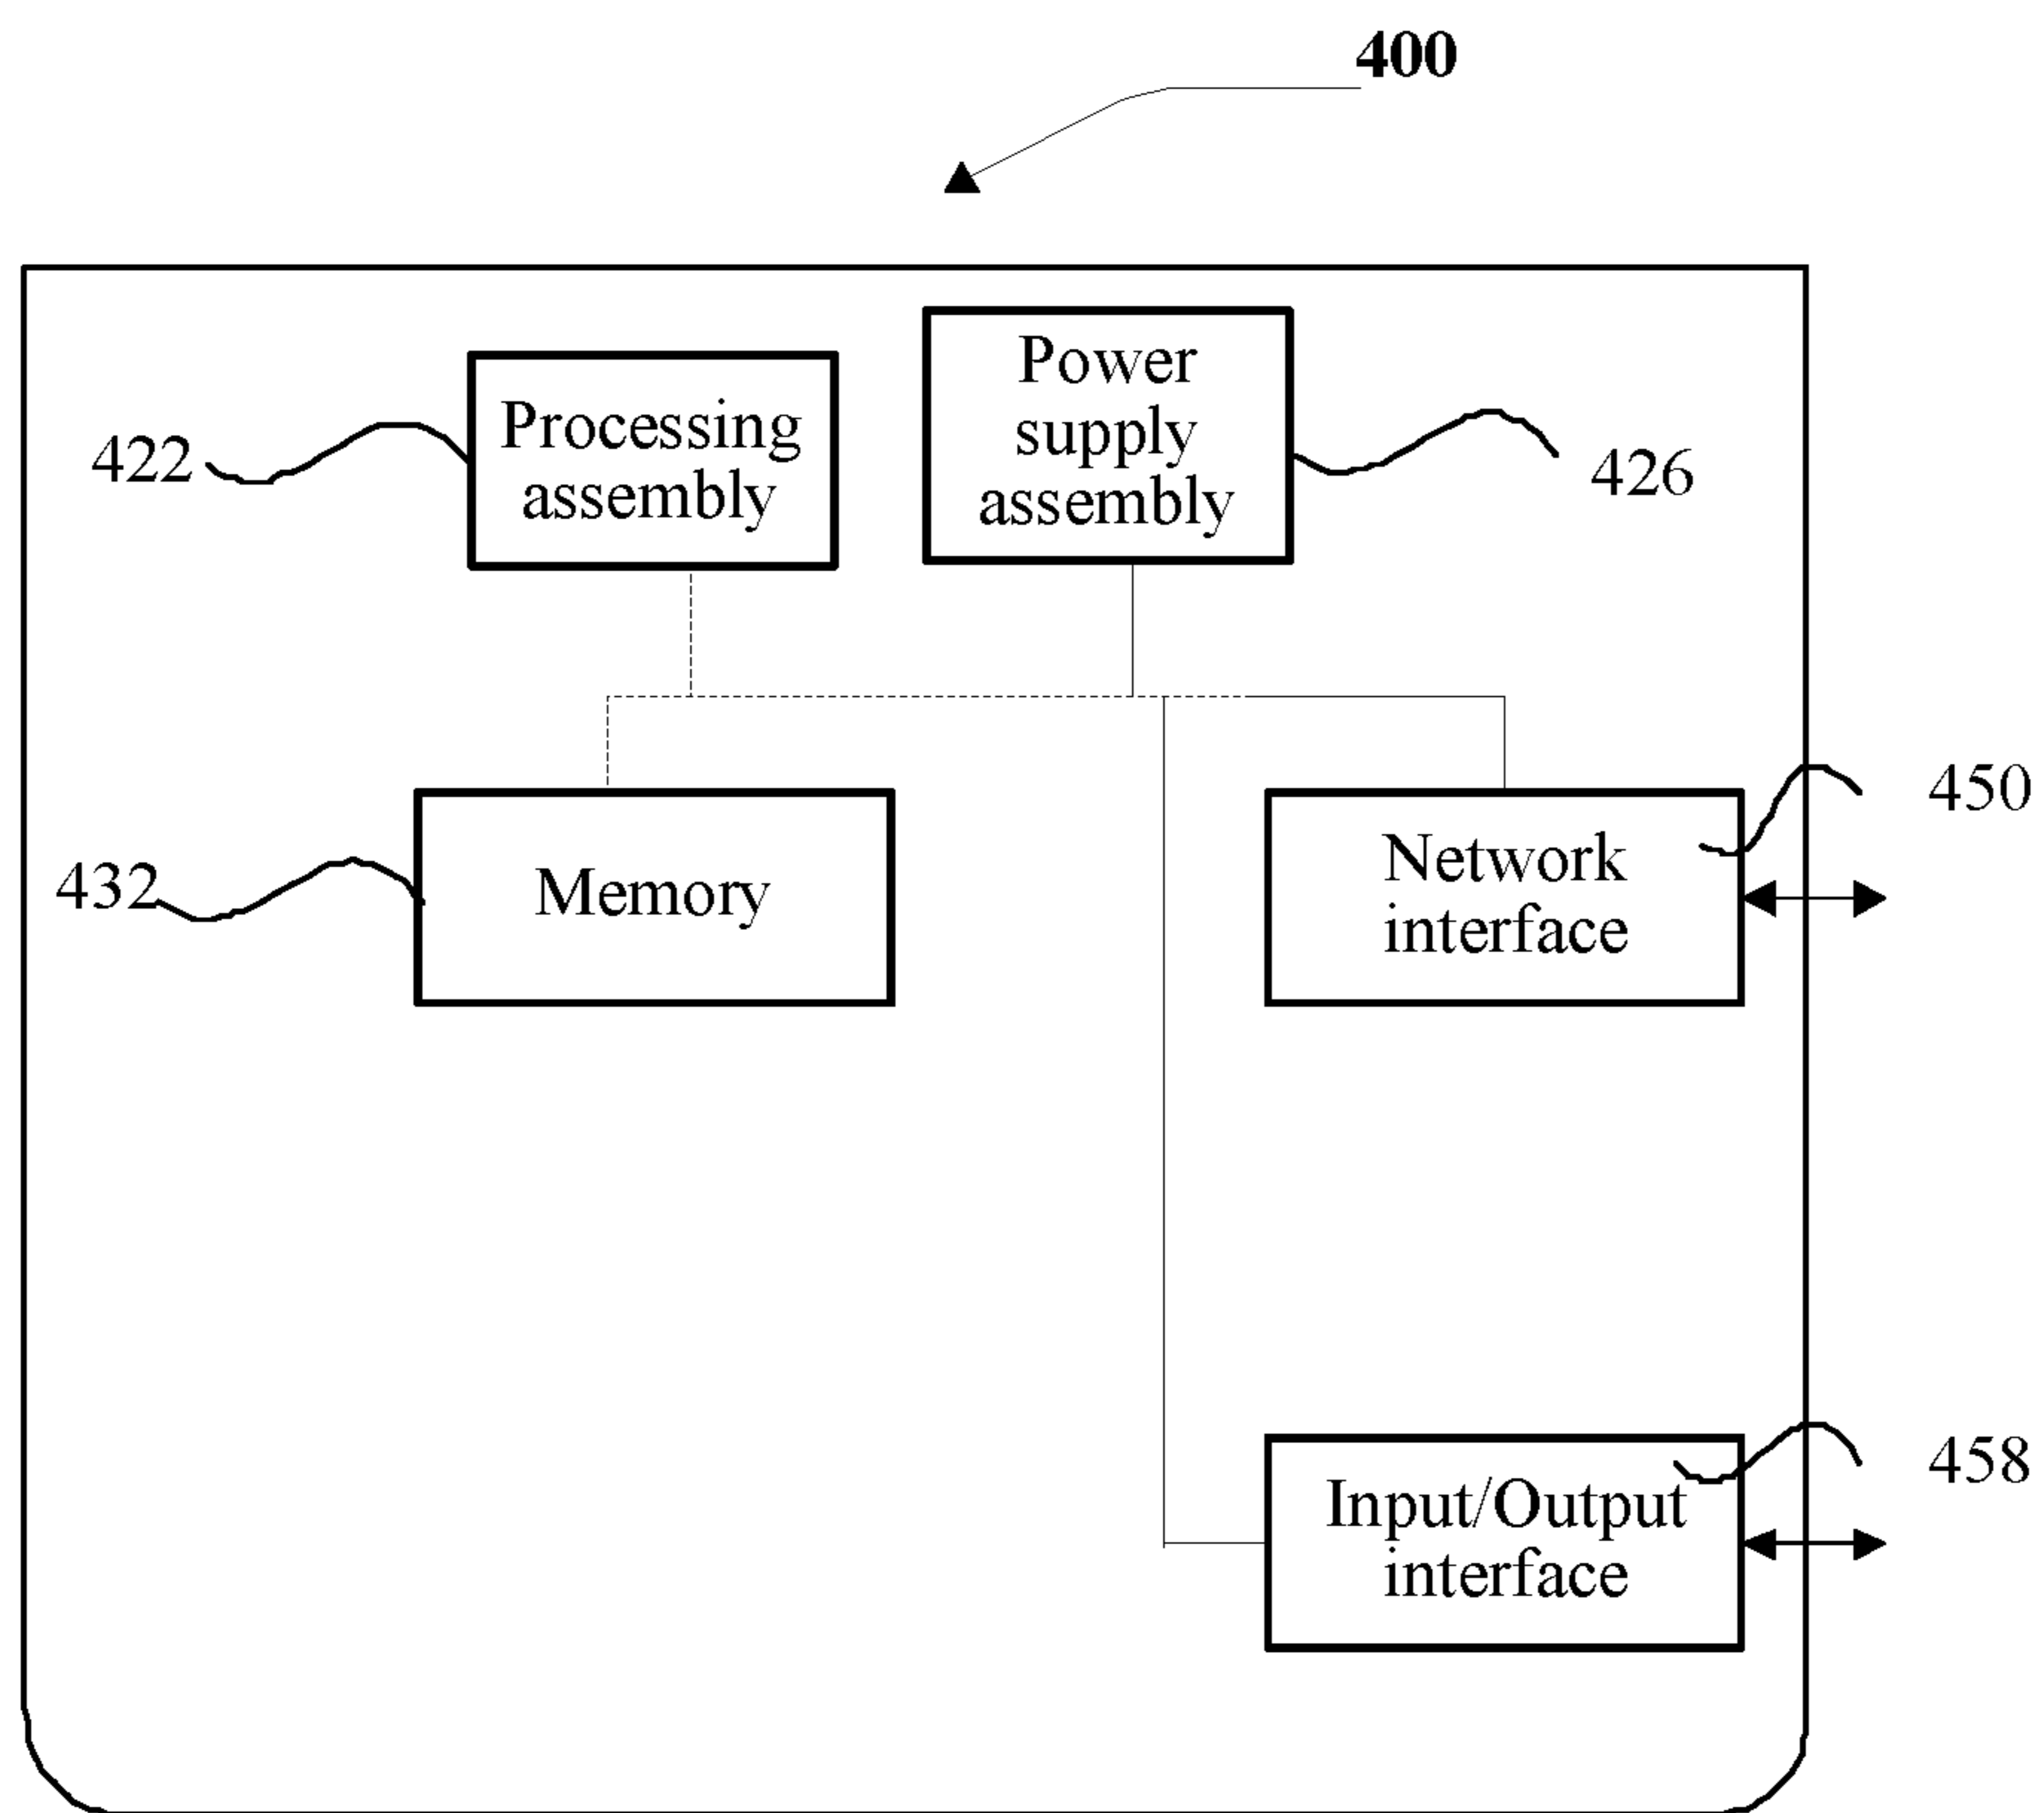 400
Processing
assembly
Power
supply
assembly
422
426
450
432
Memory
Network
interface
458
Input/Output
interface